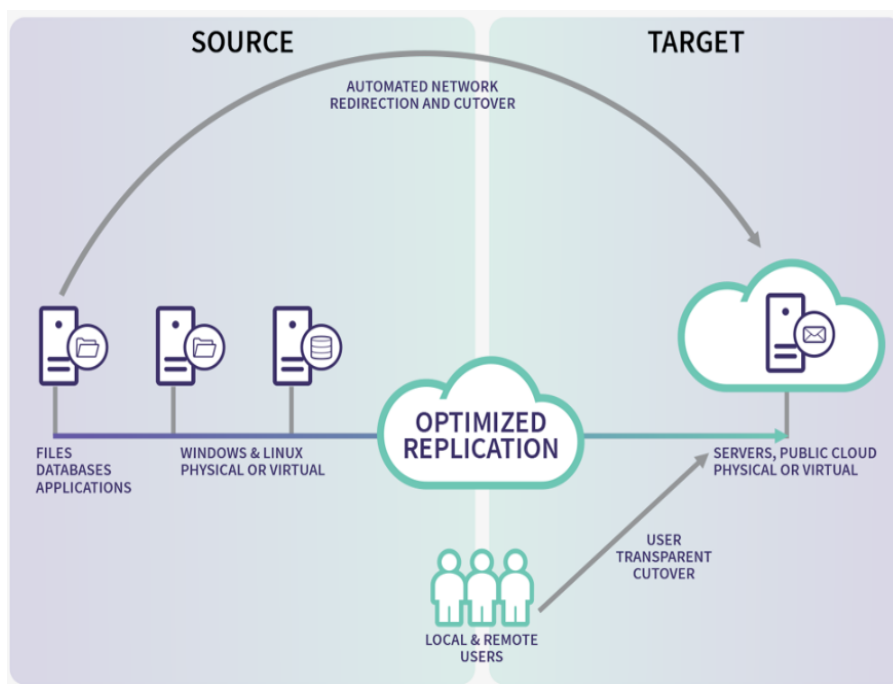 SOURCE
TARGET
AUTOMATED NETWORK
REDIRECTION AND CUTOVER
OPTIMIZED
REPLICATION
FILES
DATABASES
APPLICATIONS
WINDOWS & LINUX
PHYSICAL OR VIRTUAL
SERVERS, PUBLIC CLOUD
PHYSICAL OR VIRTUAL
USER
TRANSPARENT
CUTOVER
LOCAL & REMOTE
USERS